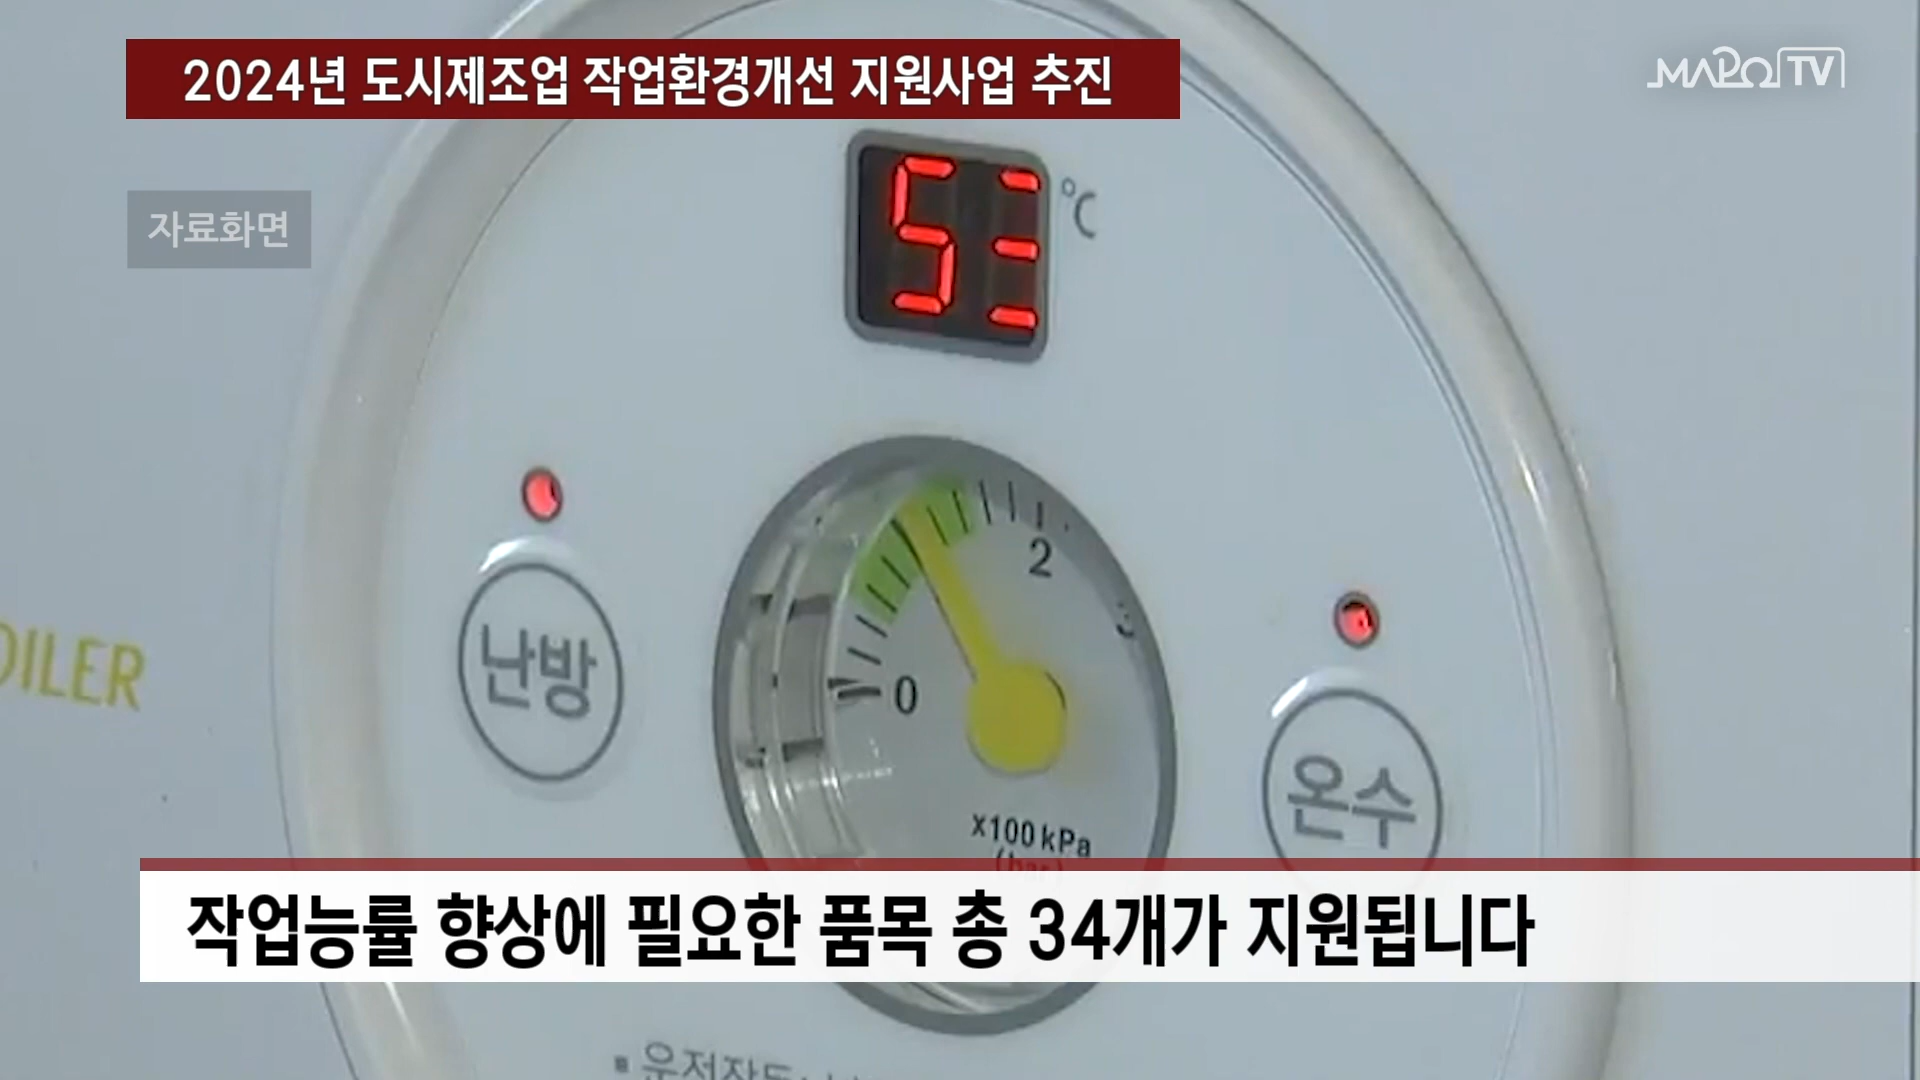 2024년 도시제조업 작업환경개선 지원사업 추진
MAPO TV
자료화면
℃
2
3
0
난방
OILER
온수
x100 kPa
(bar)
작업능률 향상에 필요한 품목 총 34개가 지원됩니다